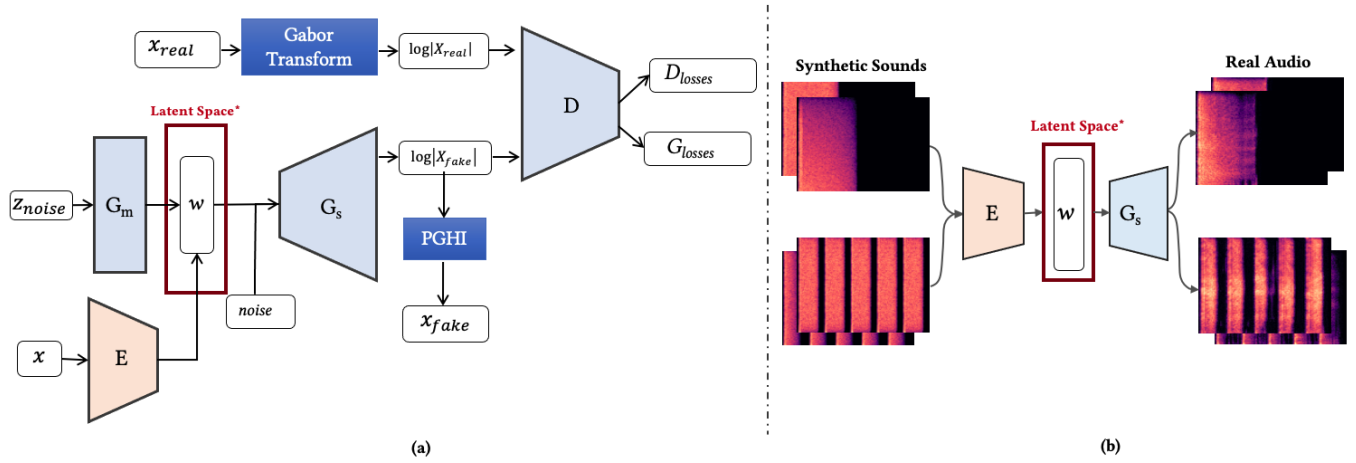 x_real
Gabor
Transform
log|X_real|
D
D_losses
G_losses
Latent Space*
z_noise
G_m
w
G_s
log|X_fake|
PGHI
noise
x_fake
x
E
(a)
Synthetic Sounds
Real Audio
Latent Space*
E
w
G_s
(b)